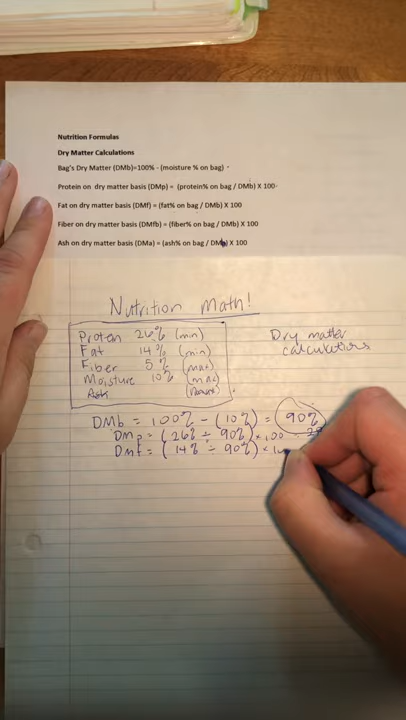 Nutrition Formulas
Dry Matter Calculations
Bag's Dry Matter (DMb)=100% - (moisture % on bag)
Protein on dry matter basis (DMp) = (protein% on bag / DMb) X 100
Fat on dry matter basis (DMf) = (fat% on bag / DMb) X 100
Fiber on dry matter basis (DMfb) = (fiber% on bag / DMb) X 100
Ash on dry matter basis (DMa) = (ash% on bag / DMb) X 100
Nutrition Math!
Protein 26% (min)
Fat 14% (min)
Fiber 5% (max)
Moisture 10% (max)
Dry matter
calculations
DMb = 100% - (10%) = 90%
DMp = (26% ÷ 90%) × 100
DMf = (14% ÷ 90%) ×